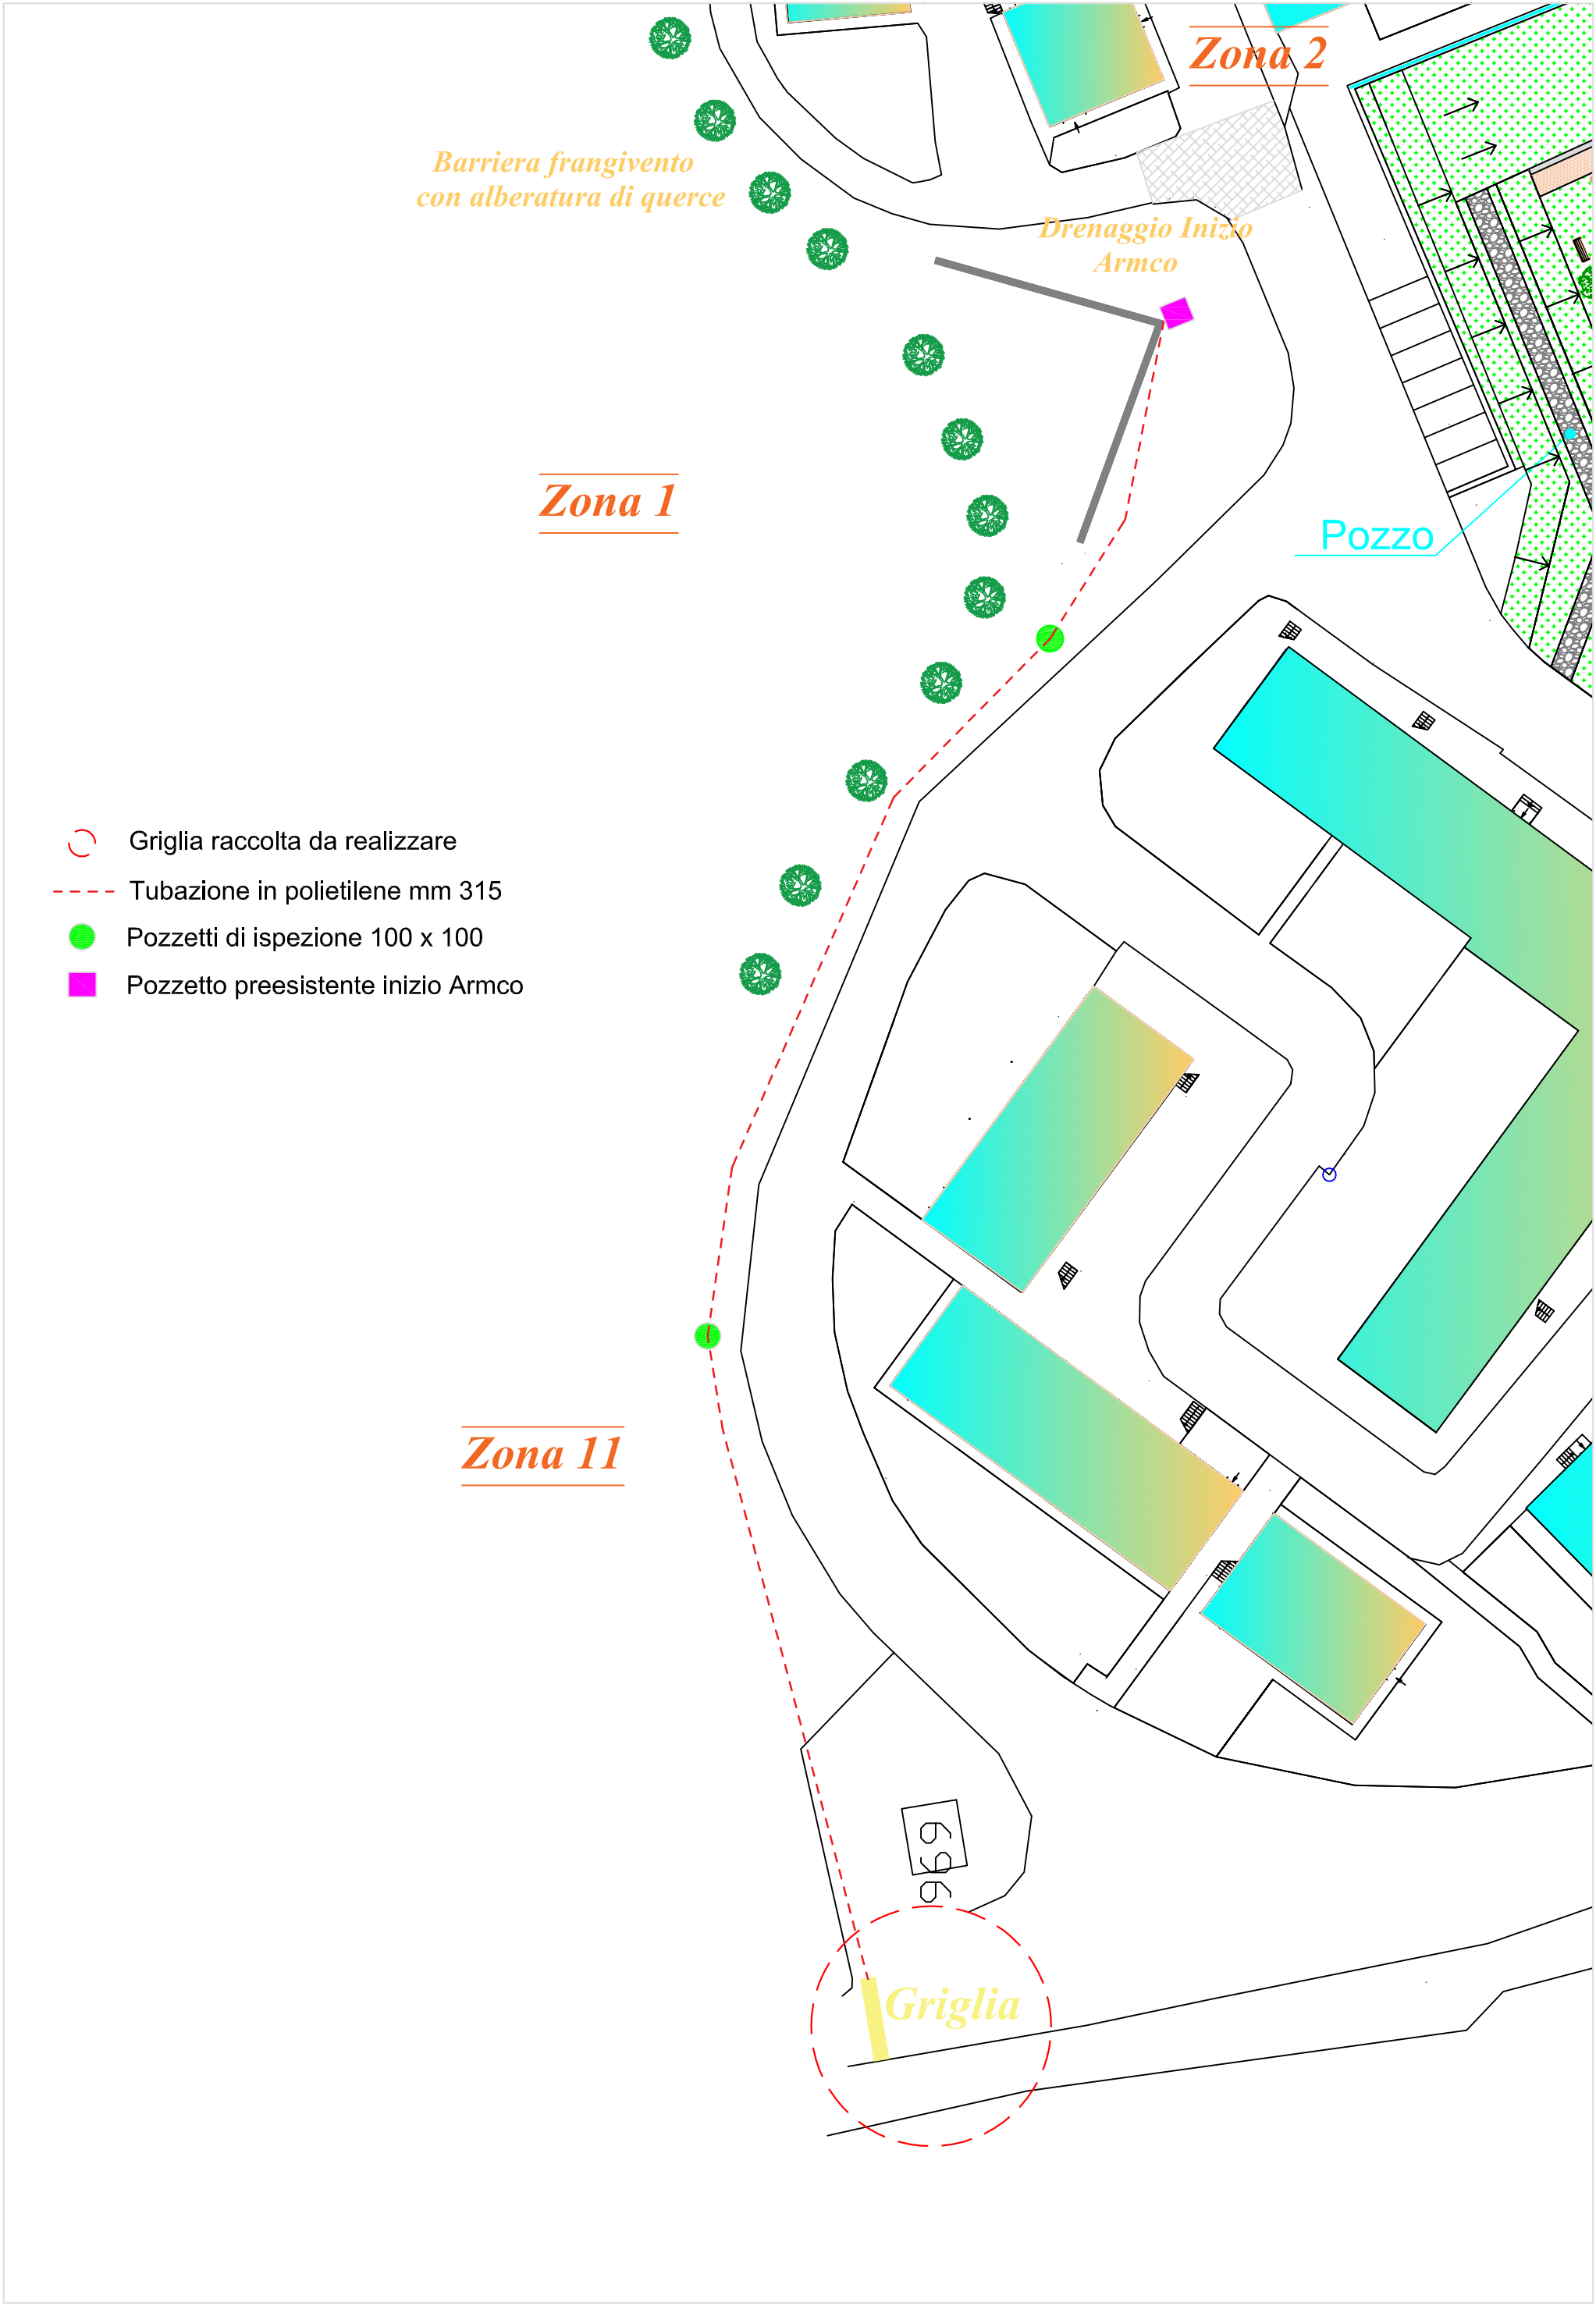 Zona 2
Barriera frangivento
con alberatura di querce
Drenaggio Inizio
Armco
Zona 1
Pozzo
Griglia raccolta da realizzare
Tubazione in polietilene mm 315
Pozzetti di ispezione 100 x 100
Pozzetto preesistente inizio Armco
Zona 11
696
Griglia